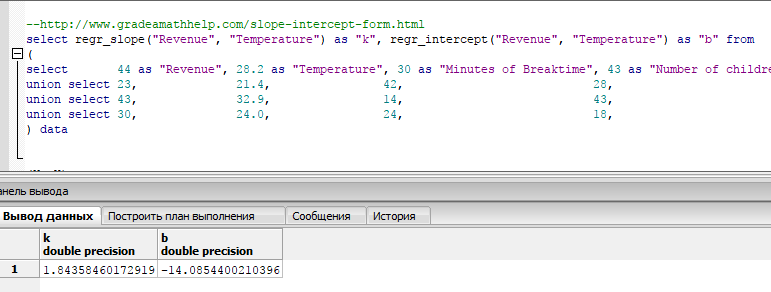 --http://www.gradeamathhelp.com/slope-intercept-form.html
select regr_slope("Revenue", "Temperature") as "k", regr_intercept("Revenue", "Temperature") as "b" from
(
select 44 as "Revenue", 28.2 as "Temperature", 30 as "Minutes of Breaktime", 43 as "Number of childre
union select 23, 21.4, 42, 28,
union select 43, 32.9, 14, 43,
union select 30, 24.0, 24, 18,
) data
анель вывода
Вывод данных Построить план выполнения Сообщения История
k b
double precision double precision
1 1.84358460172919 -14.0854400210396